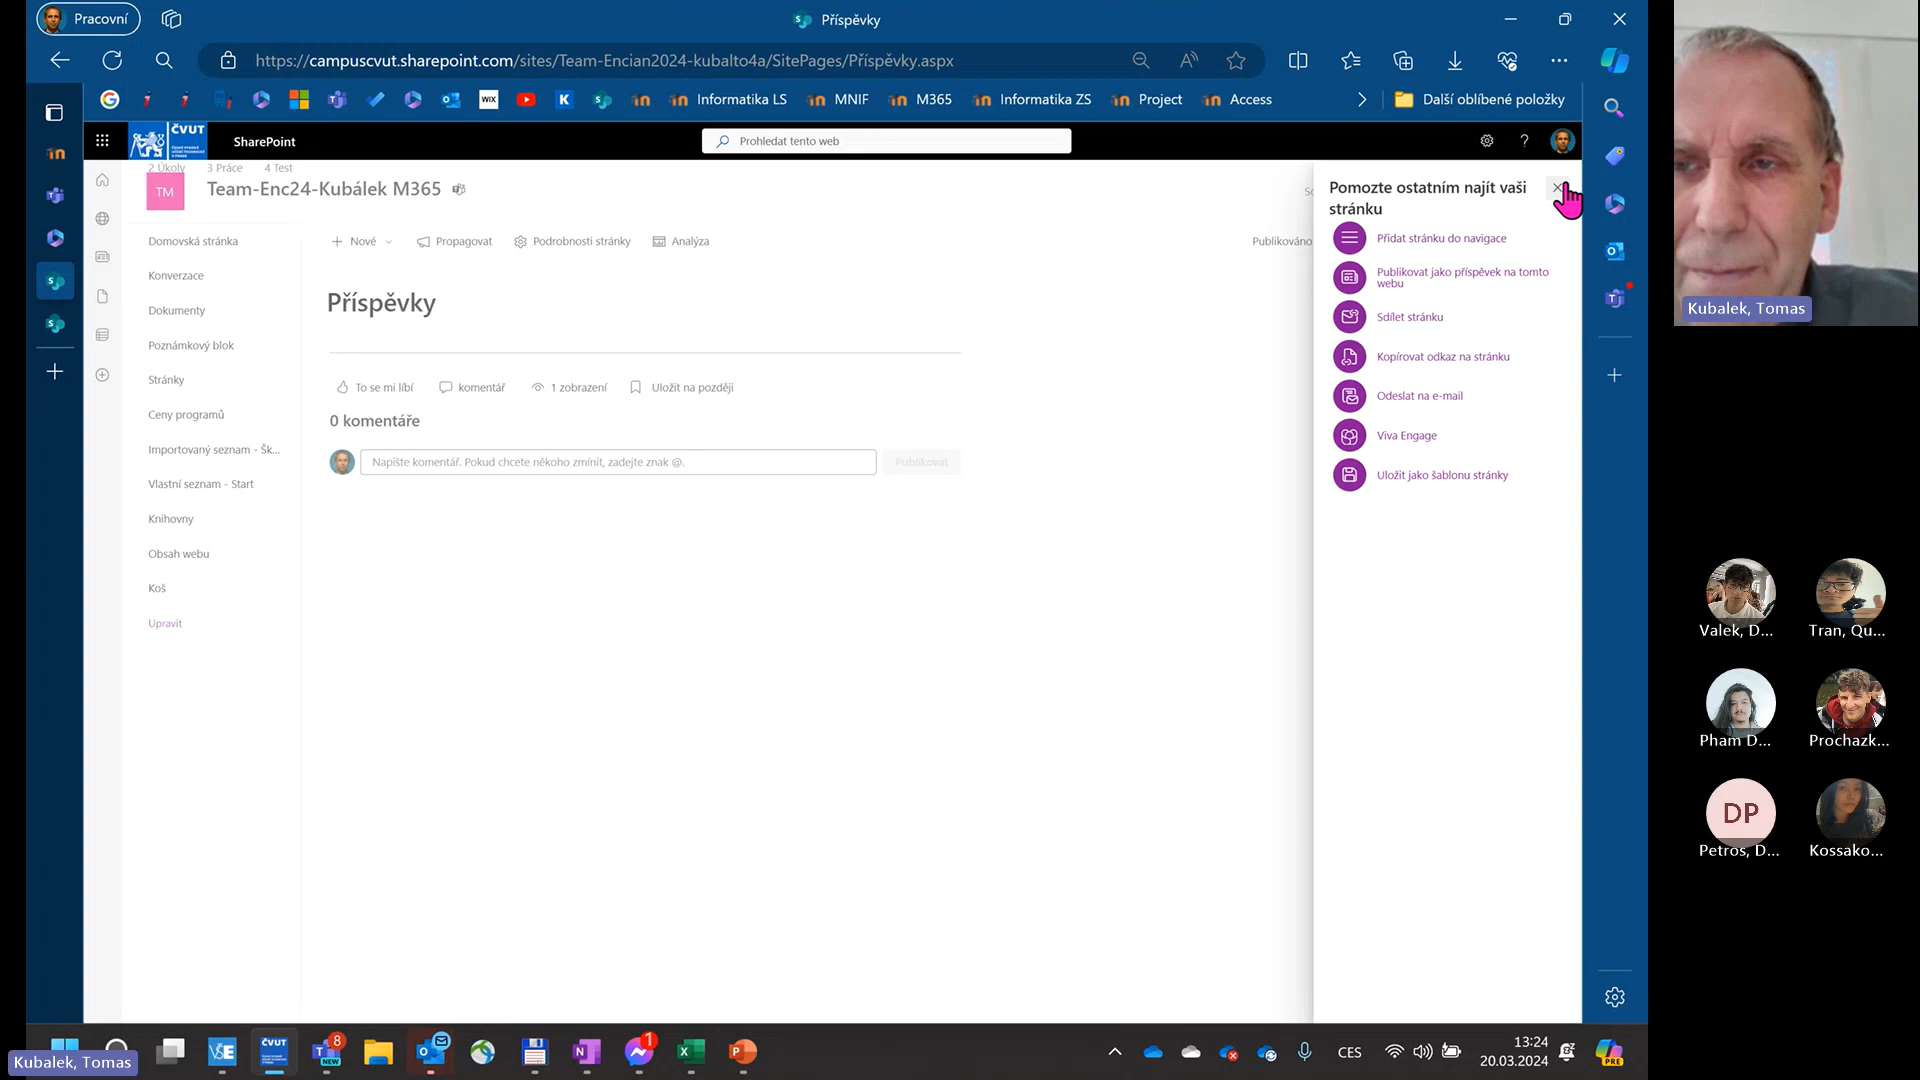 Pracovní
Příspěvky
https://campuscvut.sharepoint.com/sites/Team-Encian2024-kubalto4a/SitePages/Příspěvky.aspx
Informatika LS
MNIF
M365
Informatika ZS
Project
Access
Další oblíbené položky
ČVUT
SharePoint
Prohledat tento web
2 Úkoly
3 Práce
4 Test
TM
Team-Enc24-Kubálek M365
Nové
Propagovat
Podrobnosti stránky
Analýza
Publikováno
Domovská stránka
Konverzace
Dokumenty
Poznámkový blok
Stránky
Ceny programů
Importovaný seznam - Šk...
Vlastní seznam - Start
Knihovny
Obsah webu
Koš
Upravit
Příspěvky
To se mi líbí
komentář
1 zobrazení
Uložit na později
0 komentáře
Napište komentář. Pokud chcete někoho zmínit, zadejte znak @.
Publikovat
Pomozte ostatním najít vaši
stránku
Přidat stránku do navigace
Publikovat jako příspěvek na tomto
webu
Sdílet stránku
Kopírovat odkaz na stránku
Odeslat na e-mail
Viva Engage
Uložit jako šablonu stránky
Kubalek, Tomas
Valek, D...
Tran, Qu...
Pham D...
Prochazk...
DP
Petros, D...
Kossako...
Kubalek, Tomas
VŠE
ČVUT
8
NEW
1
CES
13:24
20.03.2024
PRE